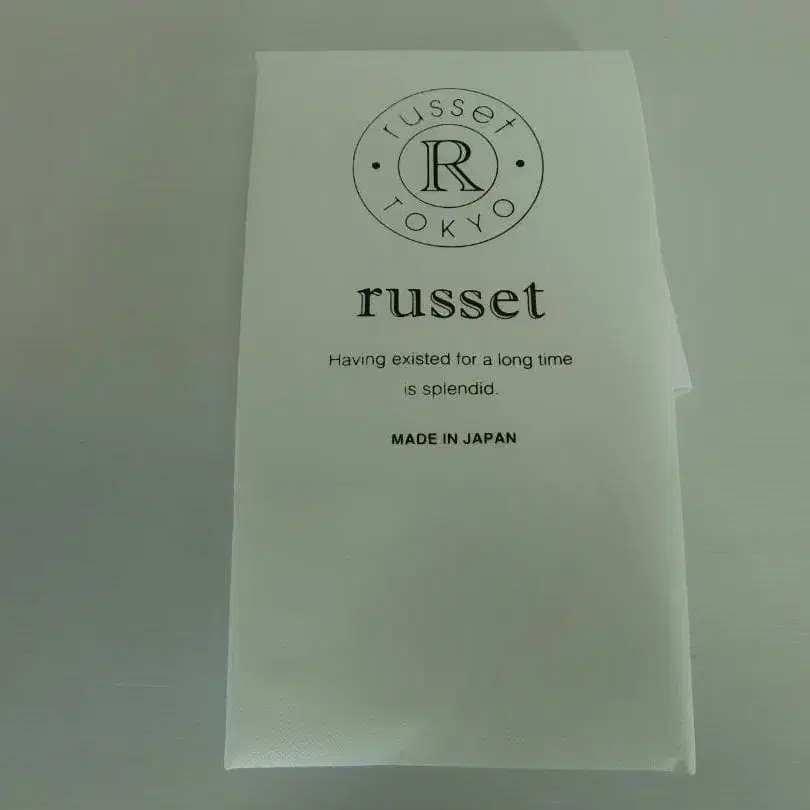 russet
R
TOKYO
russet
Having existed for a long time
is splendid.
MADE IN JAPAN